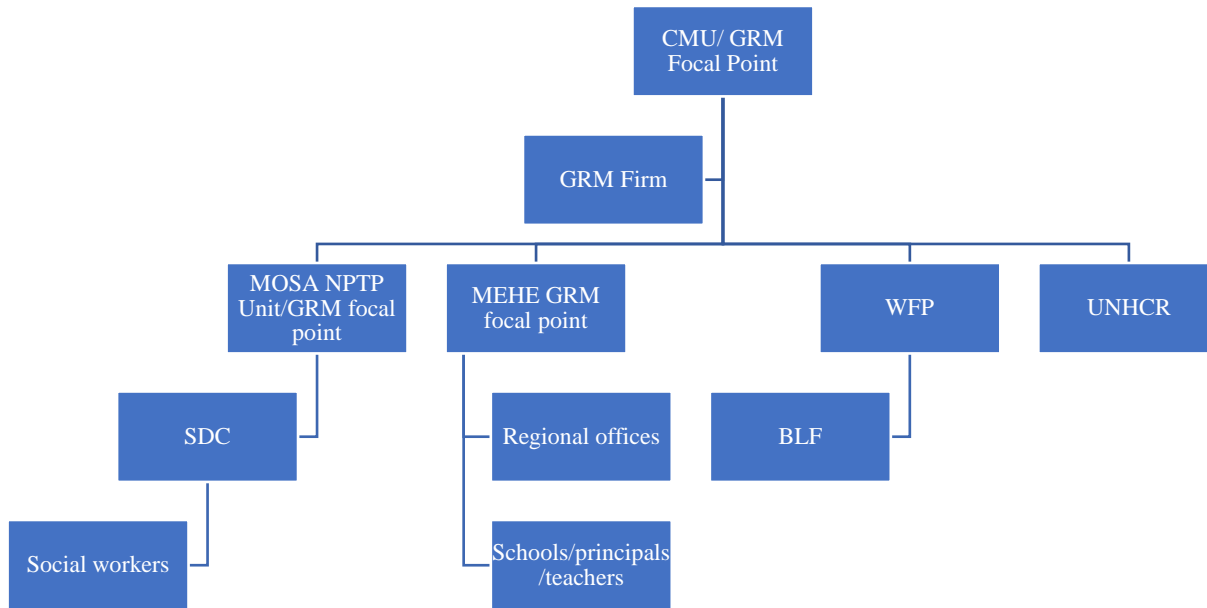 CMU/ GRM
Focal Point
GRM Firm
MOSA NPTP
Unit/GRM focal
point
MEHE GRM
focal point
WFP
UNHCR
SDC
Regional offices
BLF
Social workers
Schools/principals
/teachers